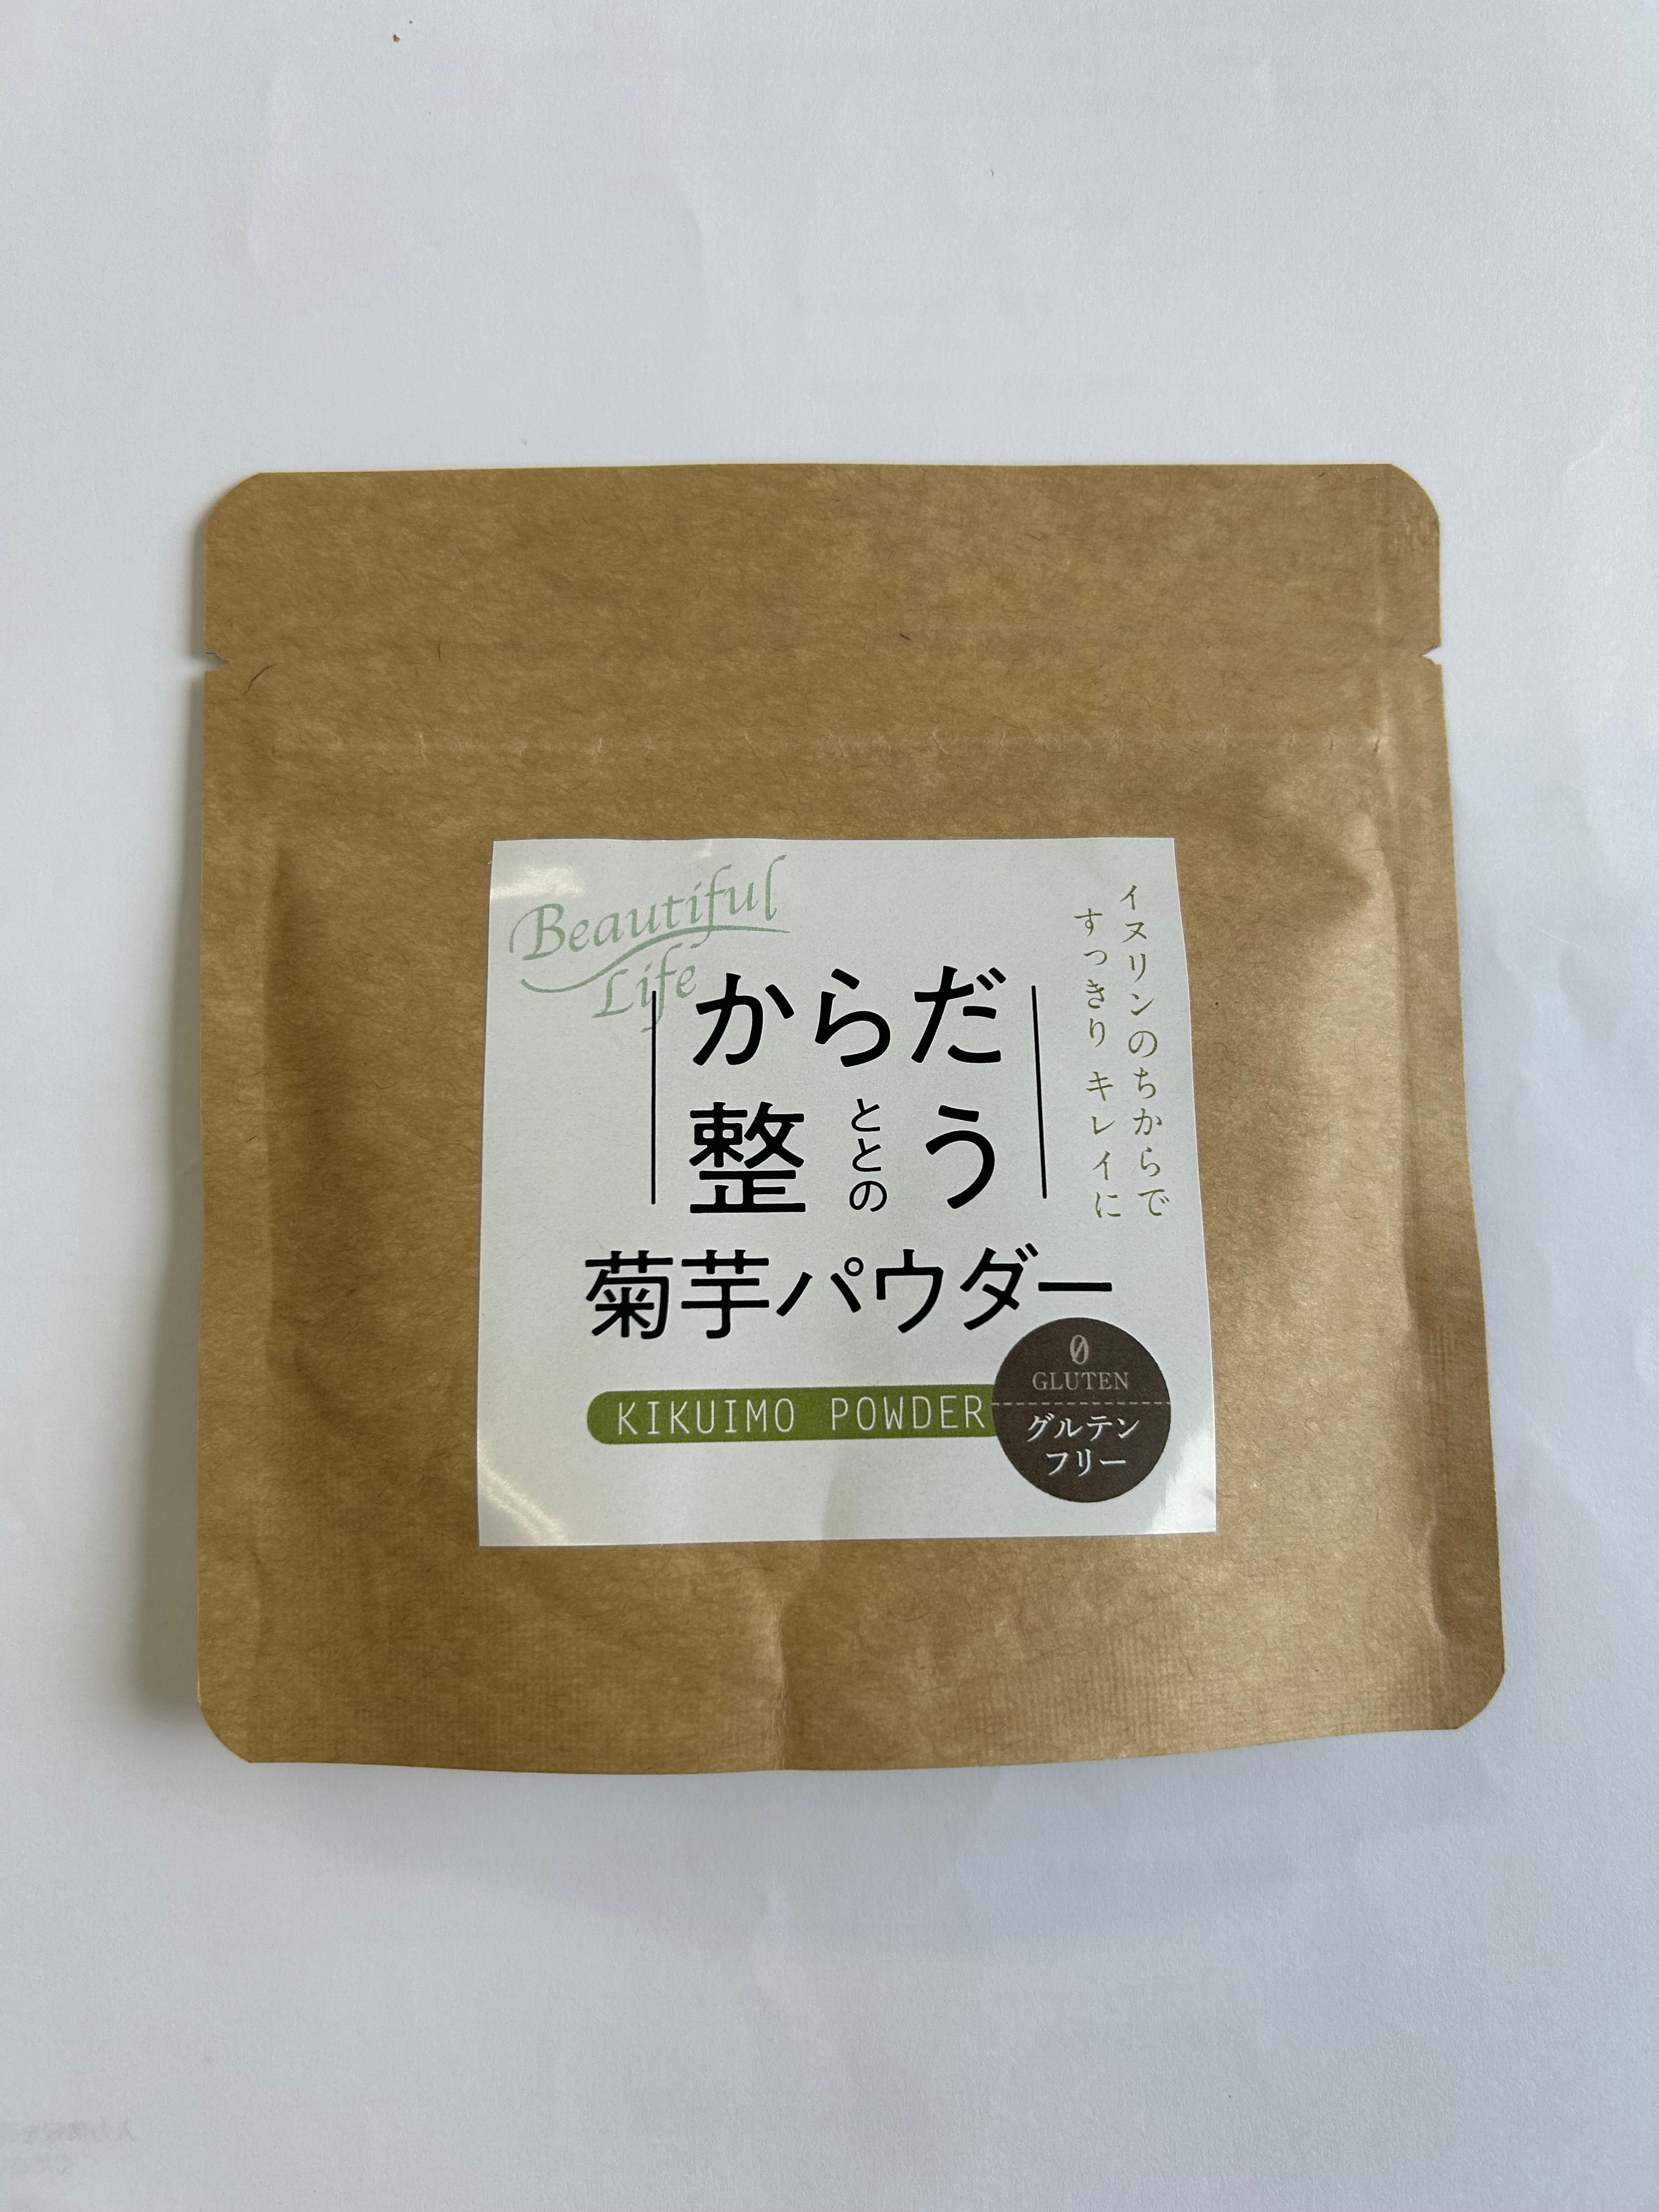 Beautiful
Life
イヌリンのちからで
すっきり キレイに
からだ
整ととのう
菊芋パウダー
KIKUIMO POWDER
0
GLUTEN
グルテン
フリー